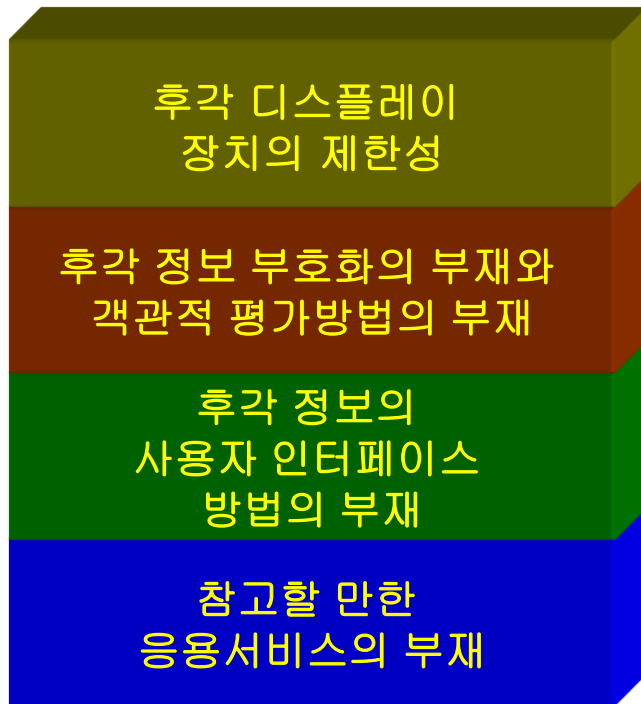 후각 디스플레이
장치의 제한성
후각 정보 부호화의 부재와
객관적 평가방법의 부재
후각 정보의
사용자 인터페이스
방법의 부재
참고할 만한
응용서비스의 부재